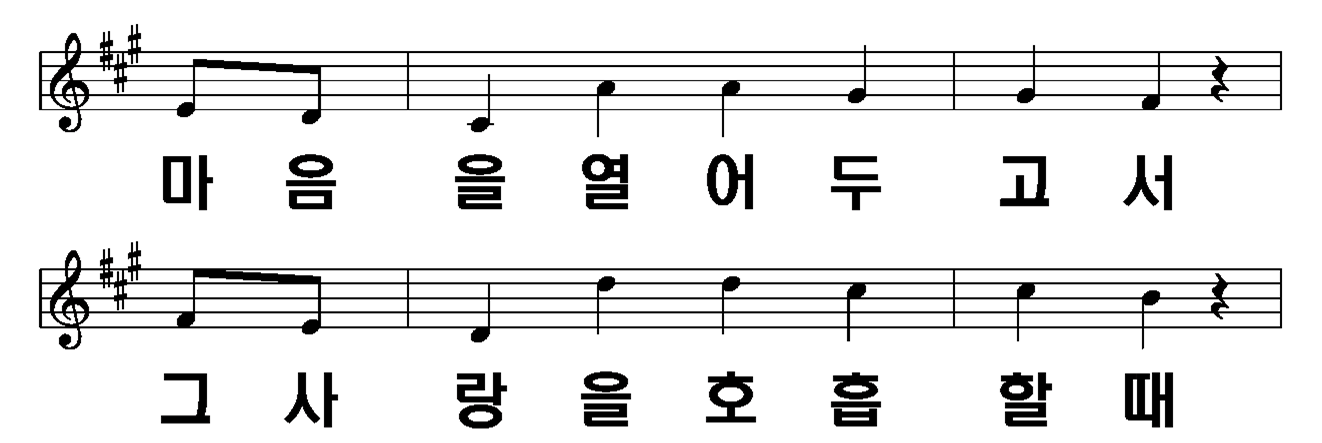 마 음 을 열 어 두 고 서
그 사 랑 을 호 흡 할 때